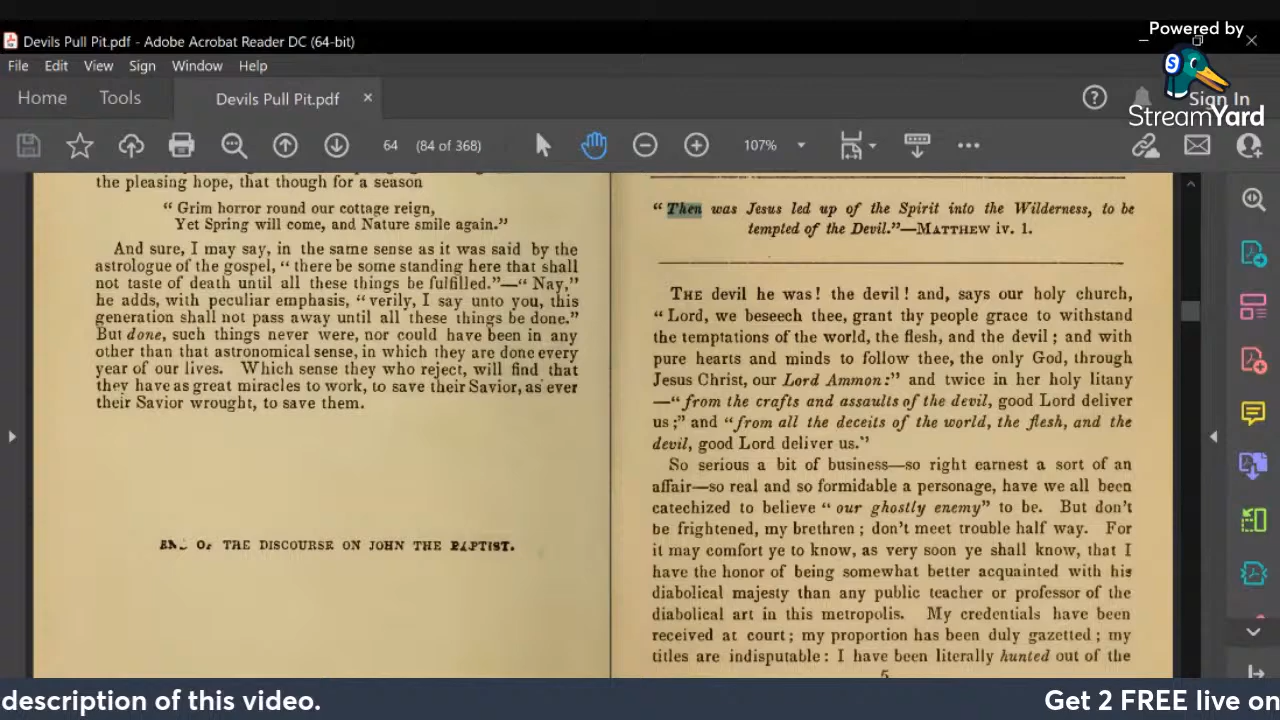 Powered by
Devils Pull Pit.pdf - Adobe Acrobat Reader DC (64-bit)
File Edit View Sign Window Help
Home Tools Devils Pull Pit.pdf Sign In
StreamYard
64 (84 of 368) 107%
the pleasing hope, that though for a season
“ Grim horror round our cottage reign,
Yet Spring will come, and Nature smile again.”
And sure, I may say, in the same sense as it was said by the
astrologue of the gospel, “ there be some standing here that shall
not taste of death until all these things be fulfilled.”—“ Nay,”
he adds, with peculiar emphasis, “ verily, I say unto you, this
generation shall not pass away until all these things be done.”
But done, such things never were, nor could have been in any
other than that astronomical sense, in which they are done every
year of our lives. Which sense they who reject, will find that
they have as great miracles to work, to save their Savior, as ever
their Savior wrought, to save them.
OF THE DISCOURSE ON JOHN THE BAPTIST.
“ Then was Jesus led up of the Spirit into the Wilderness, to be
tempted of the Devil.”—MATTHEW iv. 1.
THE devil he was! the devil! and, says our holy church,
“ Lord, we beseech thee, grant thy people grace to withstand
the temptations of the world, the flesh, and the devil ; and with
pure hearts and minds to follow thee, the only God, through
Jesus Christ, our Lord Ammon:” and twice in her holy litany
—“from the crafts and assaults of the devil, good Lord deliver
us ;” and “from all the deceits of the world, the flesh, and the
devil, good Lord deliver us.”
So serious a bit of business—so right earnest a sort of an
affair—so real and so formidable a personage, have we all been
catechized to believe “ our ghostly enemy” to be. But don't
be frightened, my brethren ; don't meet trouble half way. For
it may comfort ye to know, as very soon ye shall know, that I
have the honor of being somewhat better acquainted with his
diabolical majesty than any public teacher or professor of the
diabolical art in this metropolis. My credentials have been
received at court ; my proportion has been duly gazetted ; my
titles are indisputable : I have been literally hunted out of the
description of this video. Get 2 FREE live on